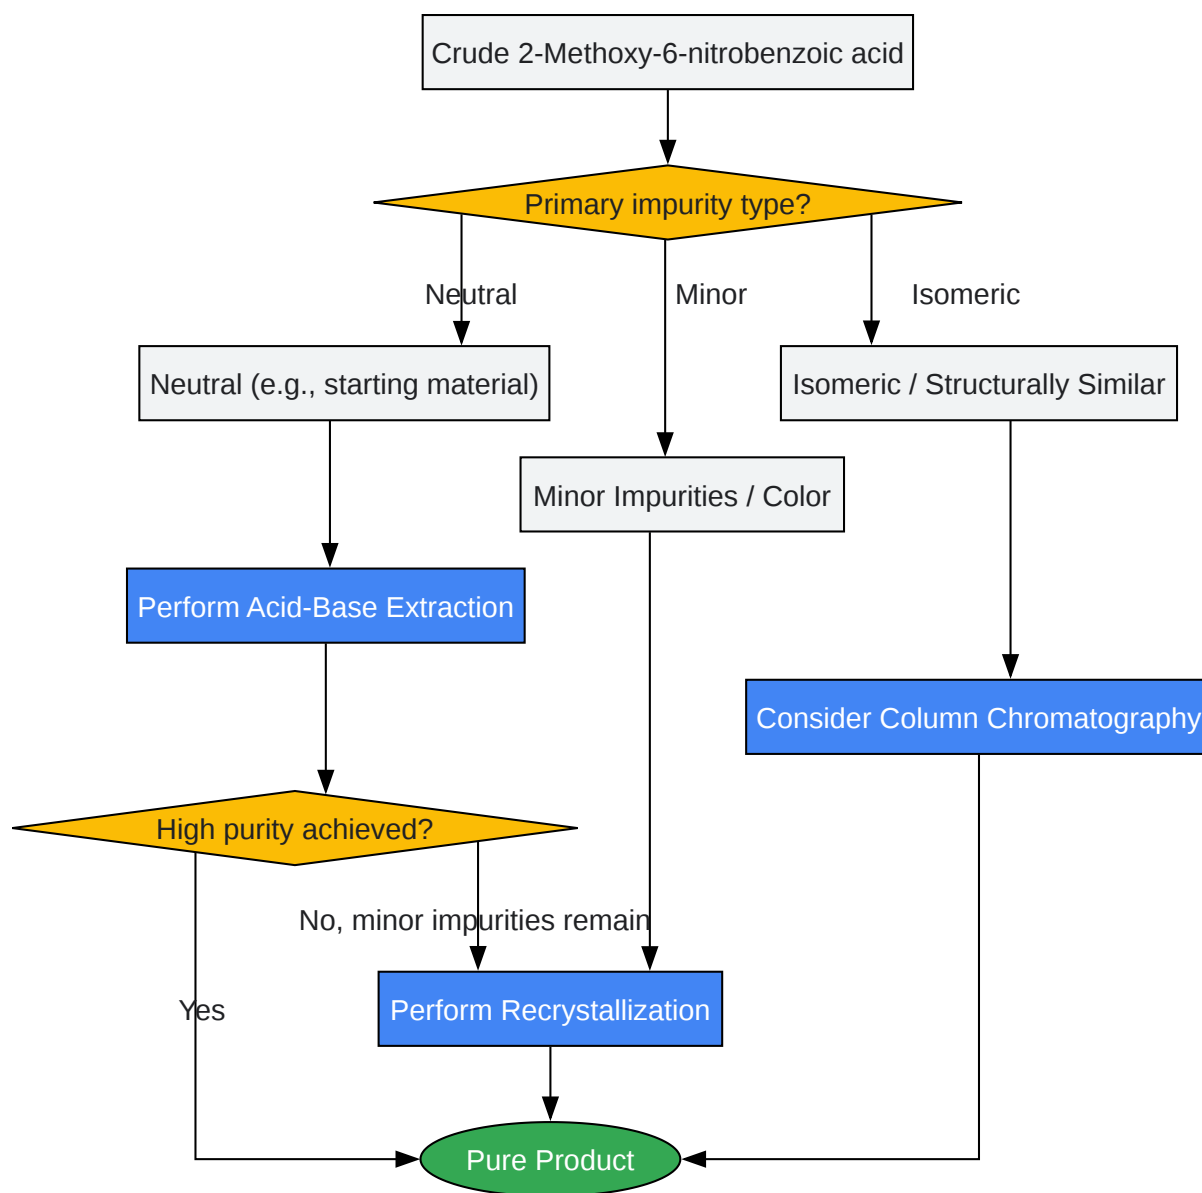 Crude 2-Methoxy-6-nitrobenzoic acid
Primary impurity type?
Neutral
Minor
Isomeric
Neutral (e.g., starting material)
Isomeric / Structurally Similar
Minor Impurities / Color
Perform Acid-Base Extraction
Consider Column Chromatography
High purity achieved?
No, minor impurities remain
Yes
Perform Recrystallization
Pure Product